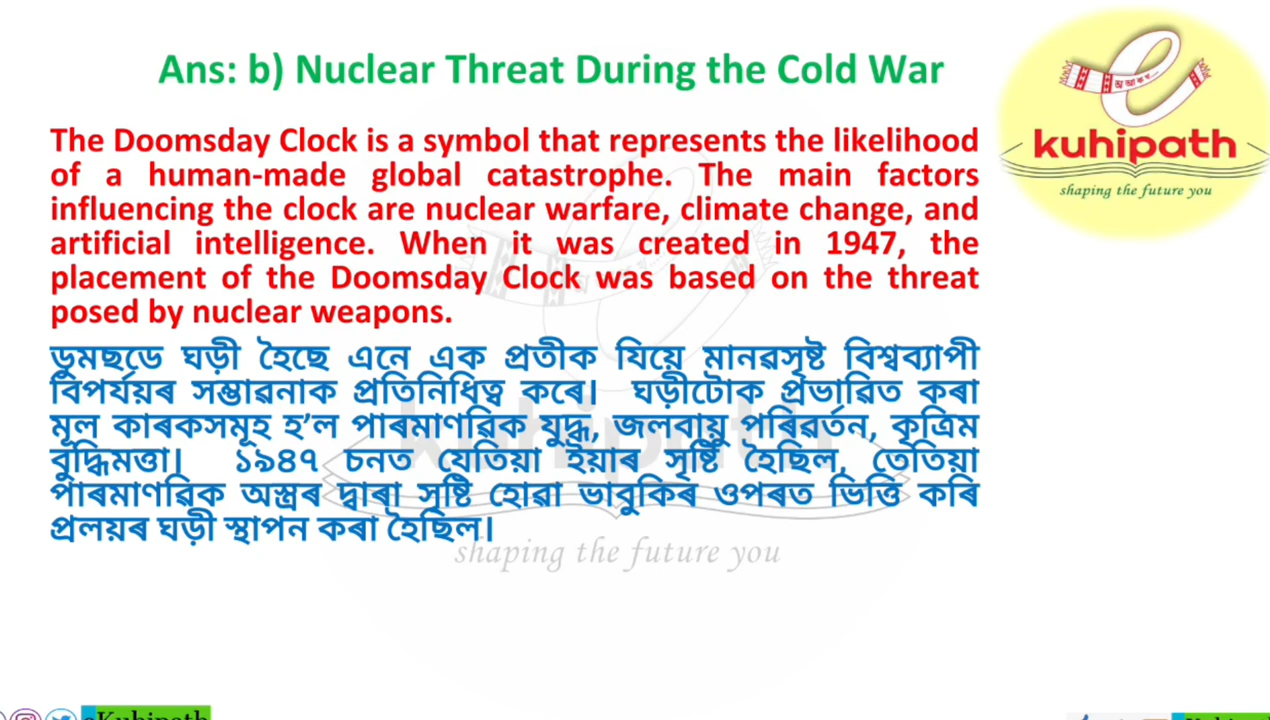 Ans: b) Nuclear Threat During the Cold War
The Doomsday Clock is a symbol that represents the likelihood
of a human-made global catastrophe. The main factors
influencing the clock are nuclear warfare, climate change, and
artificial intelligence. When it was created in 1947, the
placement of the Doomsday Clock was based on the threat
posed by nuclear weapons.
ডুমছডে ঘড়ী হৈছে এনে এক প্ৰতীক যিয়ে মানৱসৃষ্ট বিশ্বব্যাপী
বিপৰ্যয়ৰ সম্ভাৱনাক প্ৰতিনিধিত্ব কৰে। ঘড়ীটোক প্ৰভাৱিত কৰা
মূল কাৰকসমূহ হ’ল পাৰমাণৱিক যুদ্ধ, জলবায়ু পৰিৱৰ্তন, কৃত্ৰিম
বুদ্ধিমত্তা। ১৯৪৭ চনত যেতিয়া ইয়াৰ সৃষ্টি হৈছিল, তেতিয়া
পাৰমাণৱিক অস্ত্ৰৰ দ্বাৰা সৃষ্টি হোৱা ভাবুকিৰ ওপৰত ভিত্তি কৰি
প্ৰলয়ৰ ঘড়ী স্থাপন কৰা হৈছিল।
kuhipath
shaping the future you
kuhipath
shaping the future you
eKuhipath